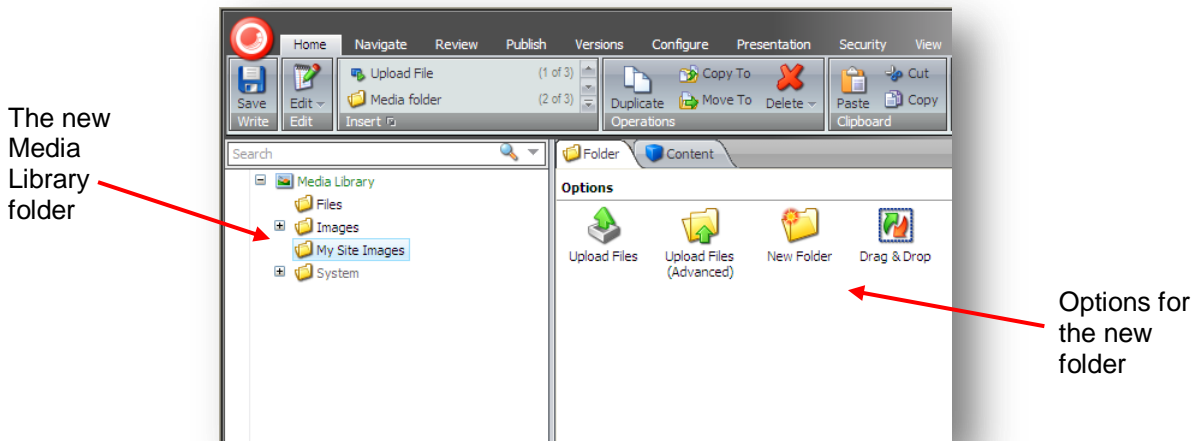 Home Navigate Review Publish Versions Configure Presentation Security View
Upload File (1 of 3)
Media folder (2 of 3)
Save Edit Duplicate Copy To Move To Delete Paste Cut Copy
Write Edit Insert Operations Clipboard
The new
Media
Library
folder
Search
Media Library
Files
Images
My Site Images
System
Folder Content
Options
Upload Files Upload Files New Folder Drag & Drop
(Advanced)
Options for
the new
folder